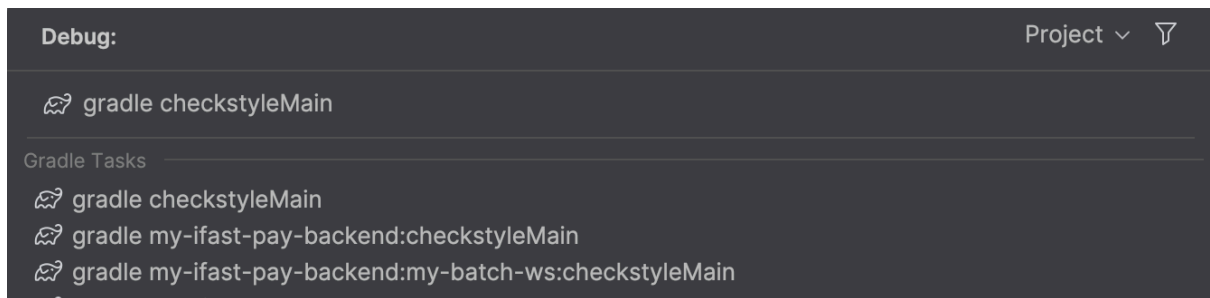 Debug:
Project
gradle checkstyleMain
Gradle Tasks
gradle checkstyleMain
gradle my-ifast-pay-backend:checkstyleMain
gradle my-ifast-pay-backend:my-batch-ws:checkstyleMain